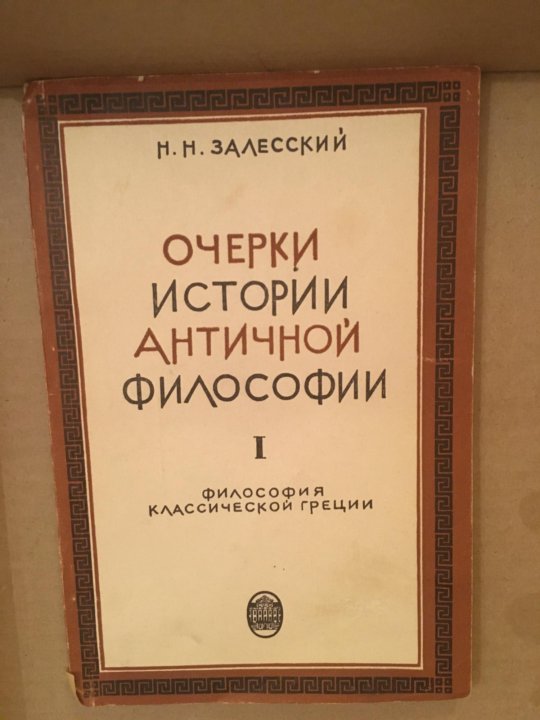 Н. Н. ЗАЛЕССКИЙ
ОЧЕРКИ
ИСТОРИИ
АНТИЧНОЙ
ФИЛОСОФИИ
I
ФИЛОСОФИЯ
КЛАССИЧЕСКОЙ ГРЕЦИИ